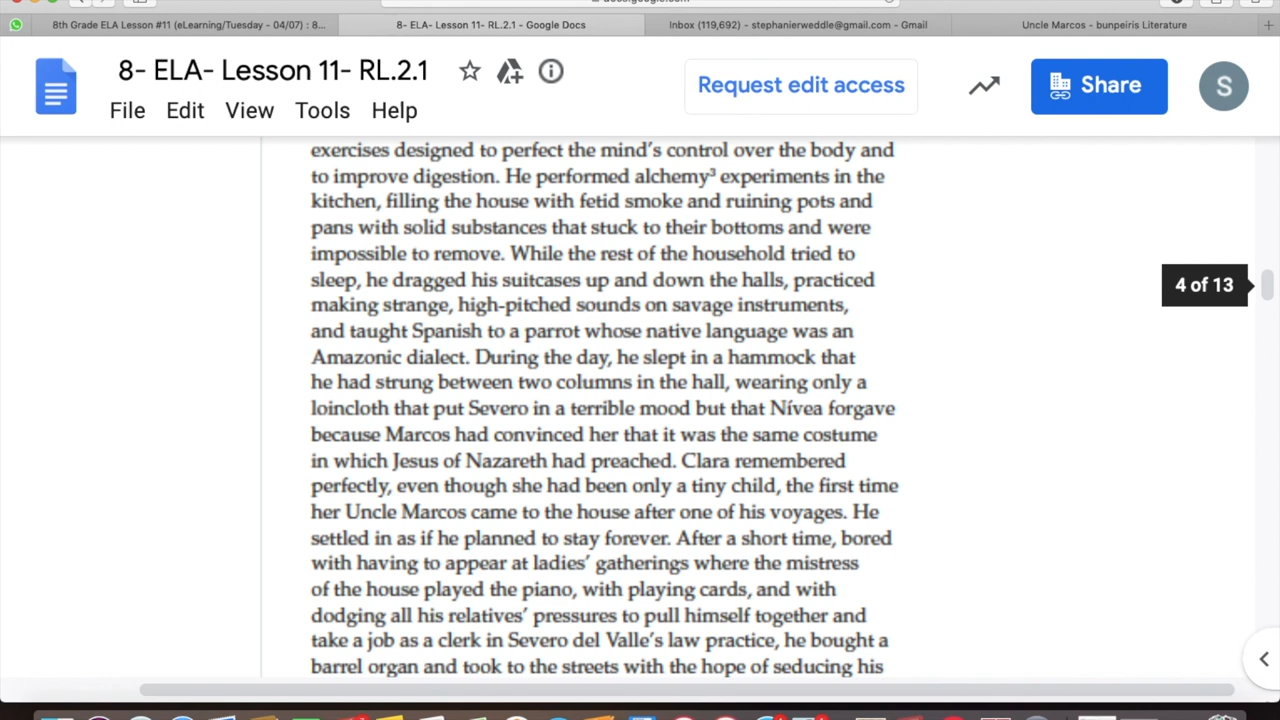 docs.google.com
8th Grade ELA Lesson #11 (eLearning/Tuesday - 04/07) : 8...
8- ELA- Lesson 11- RL.2.1 - Google Docs
Inbox (119,692) - stephanierweddle@gmail.com - Gmail
Uncle Marcos - bunpeiris Literature
8- ELA- Lesson 11- RL.2.1
Request edit access
Share
S
File Edit View Tools Help
exercises designed to perfect the mind's control over the body and
to improve digestion. He performed alchemy³ experiments in the
kitchen, filling the house with fetid smoke and ruining pots and
pans with solid substances that stuck to their bottoms and were
impossible to remove. While the rest of the household tried to
sleep, he dragged his suitcases up and down the halls, practiced
making strange, high-pitched sounds on savage instruments,
and taught Spanish to a parrot whose native language was an
Amazonic dialect. During the day, he slept in a hammock that
he had strung between two columns in the hall, wearing only a
loincloth that put Severo in a terrible mood but that Nívea forgave
because Marcos had convinced her that it was the same costume
in which Jesus of Nazareth had preached. Clara remembered
perfectly, even though she had been only a tiny child, the first time
her Uncle Marcos came to the house after one of his voyages. He
settled in as if he planned to stay forever. After a short time, bored
with having to appear at ladies' gatherings where the mistress
of the house played the piano, with playing cards, and with
dodging all his relatives' pressures to pull himself together and
take a job as a clerk in Severo del Valle's law practice, he bought a
barrel organ and took to the streets with the hope of seducing his
4 of 13